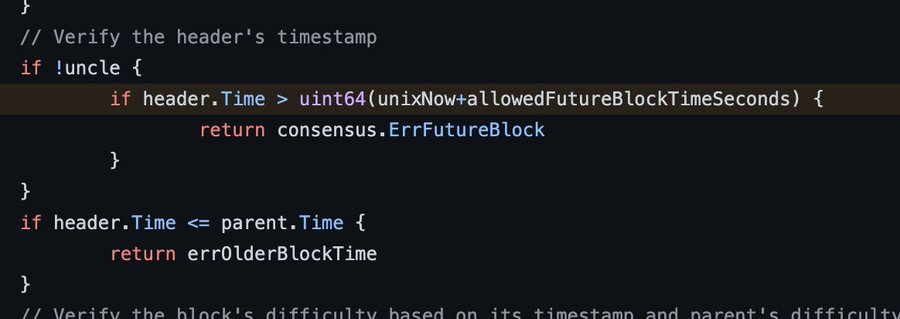 }
// Verify the header's timestamp
if !uncle {
if header.Time > uint64(unixNow+allowedFutureBlockTimeSeconds) {
return consensus.ErrFutureBlock
}
}
if header.Time <= parent.Time {
return errOlderBlockTime
}
// Verify the block's difficulty based on its timestamp and parent's difficulty